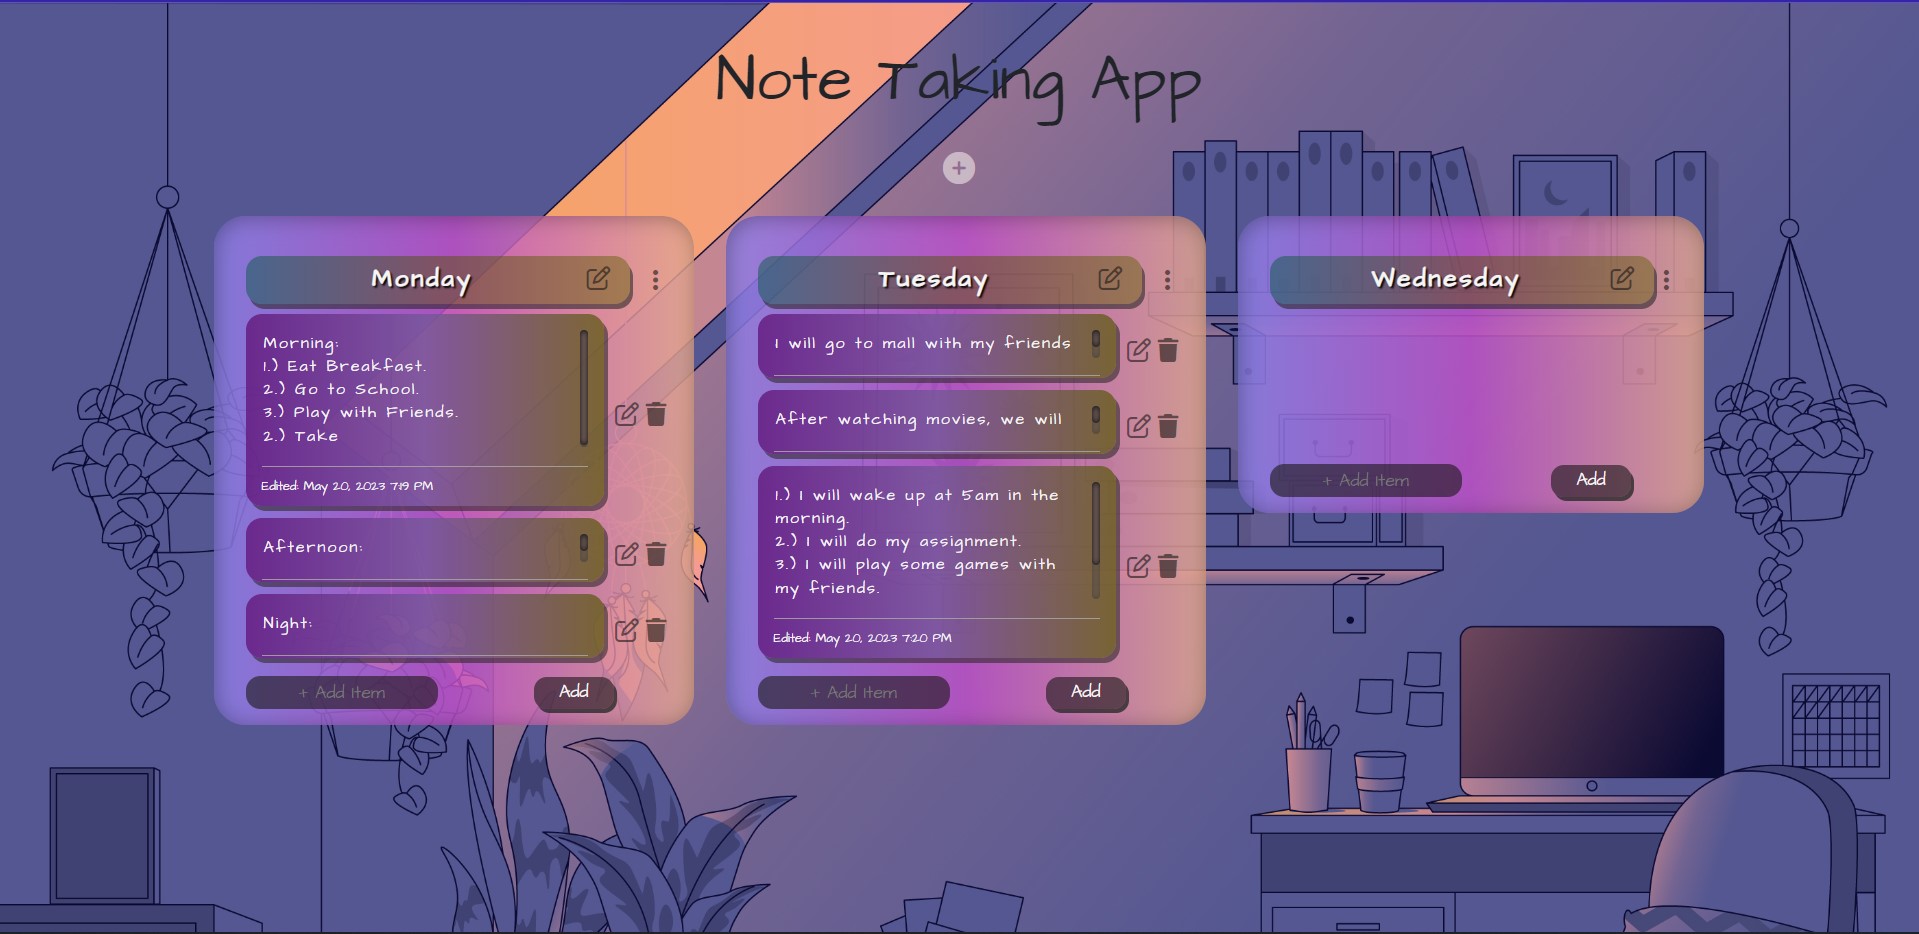 Note Taking App
Monday
Morning:
1.) Eat Breakfast.
2.) Go to School.
3.) Play with Friends.
2.) Take
Edited: May 20, 2023 7:19 PM
Afternoon:
Night:
+ Add Item
Add
Tuesday
I will go to mall with my friends
After watching movies, we will
1.) I will wake up at 5am in the
morning.
2.) I will do my assignment.
3.) I will play some games with
my friends.
Edited: May 20, 2023 7:20 PM
+ Add Item
Add
Wednesday
+ Add Item
Add